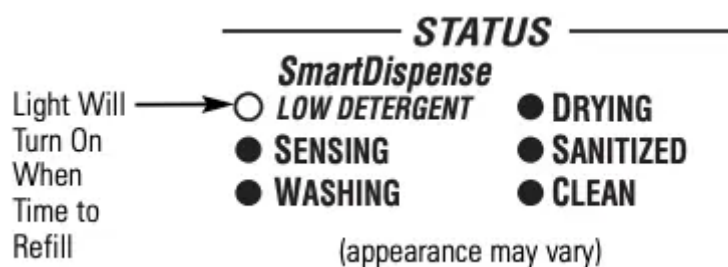 STATUS
SmartDispense
Light Will
LOW DETERGENT
DRYING
Turn On
When
SENSING
SANITIZED
Time to
WASHING
CLEAN
Refill
(appearance may vary)